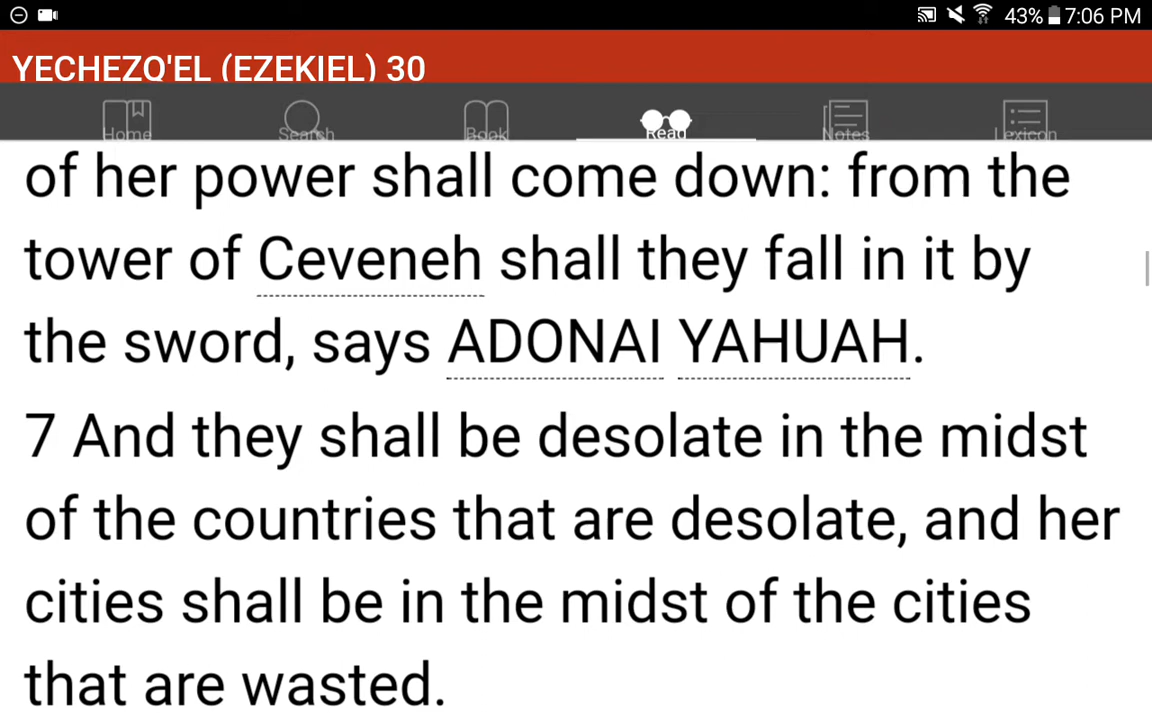 43% 7:06 PM
YECHEZQ'EL (EZEKIEL) 30
Home Search Book Read Notes Lexicon
of her power shall come down: from the
tower of Ceveneh shall they fall in it by
the sword, says ADONAI YAHUAH.
7 And they shall be desolate in the midst
of the countries that are desolate, and her
cities shall be in the midst of the cities
that are wasted.